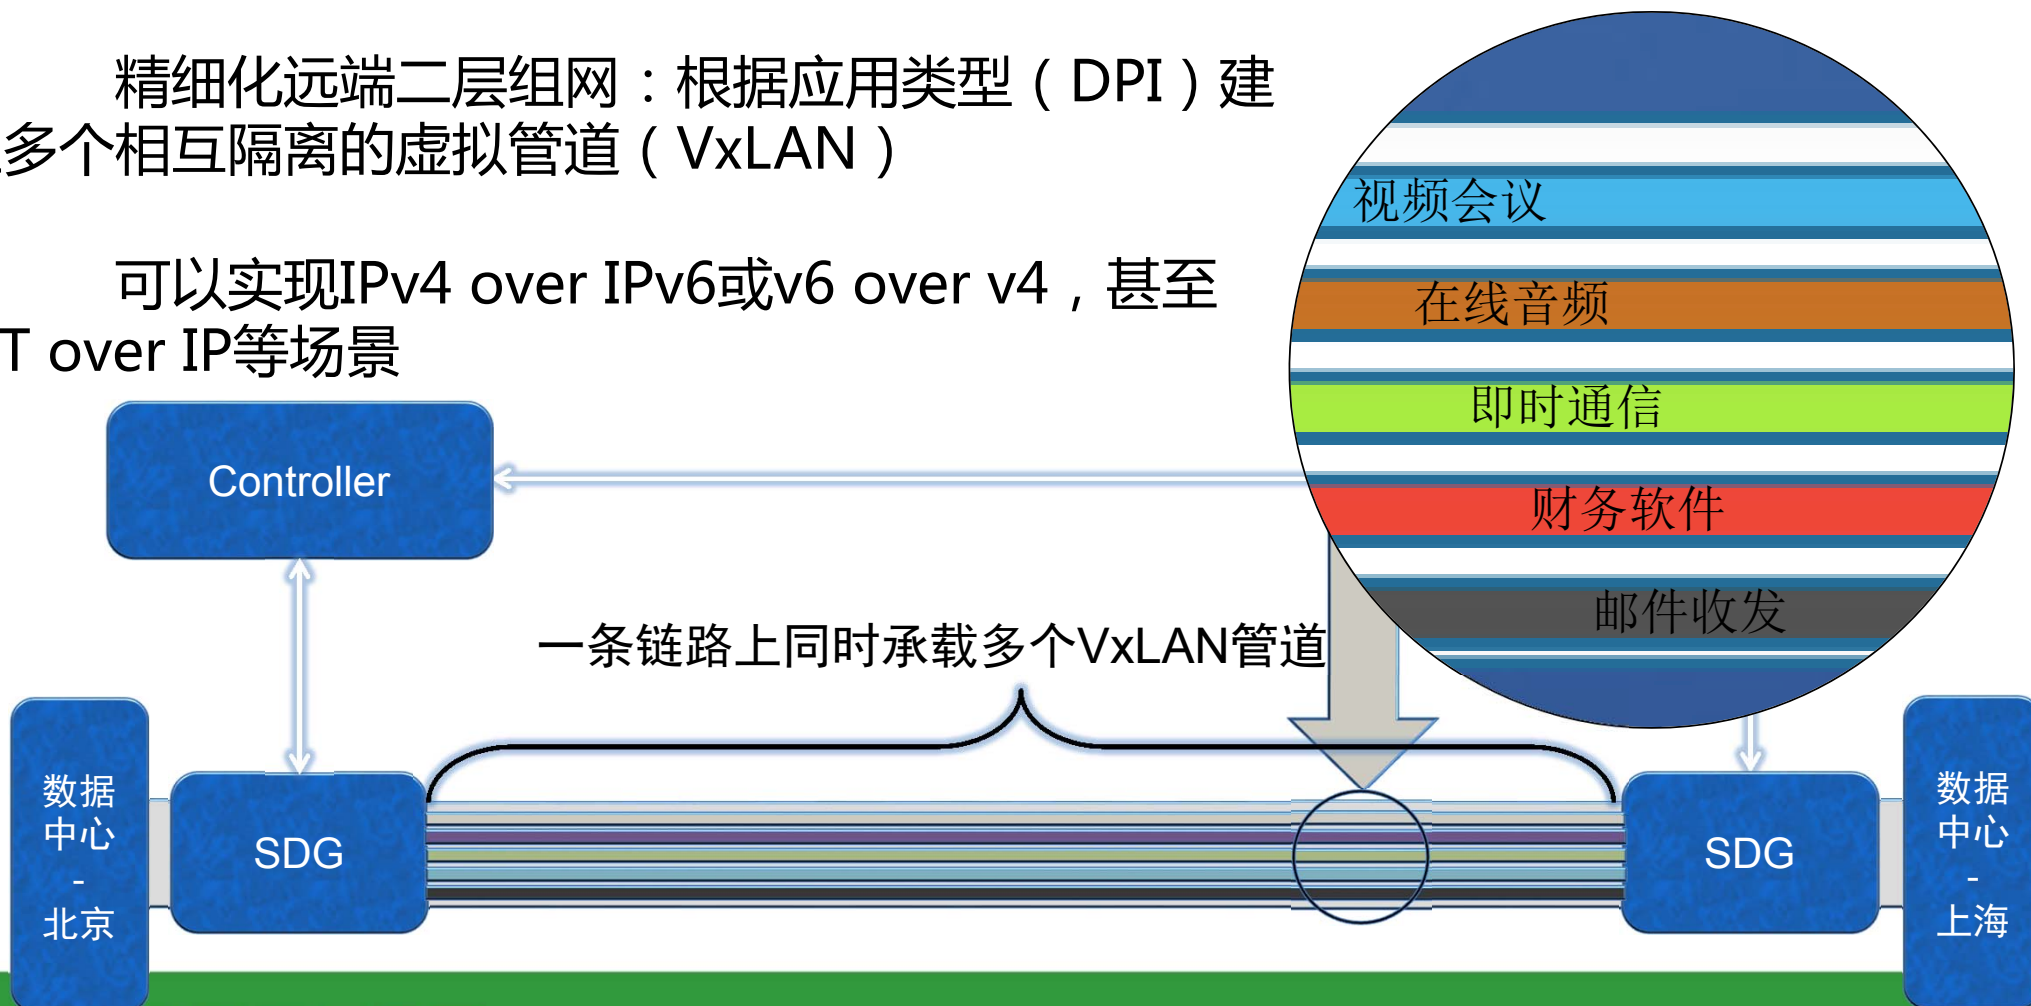 精细化远端二层组网：根据应用类型（DPI）建
多个相互隔离的虚拟管道（VxLAN）
可以实现IPv4 over IPv6或v6 over v4，甚至
T over IP等场景
视频会议
在线音频
即时通信
财务软件
邮件收发
Controller
一条链路上同时承载多个VxLAN管道
数据
中心
-
北京
SDG
SDG
数据
中心
-
上海